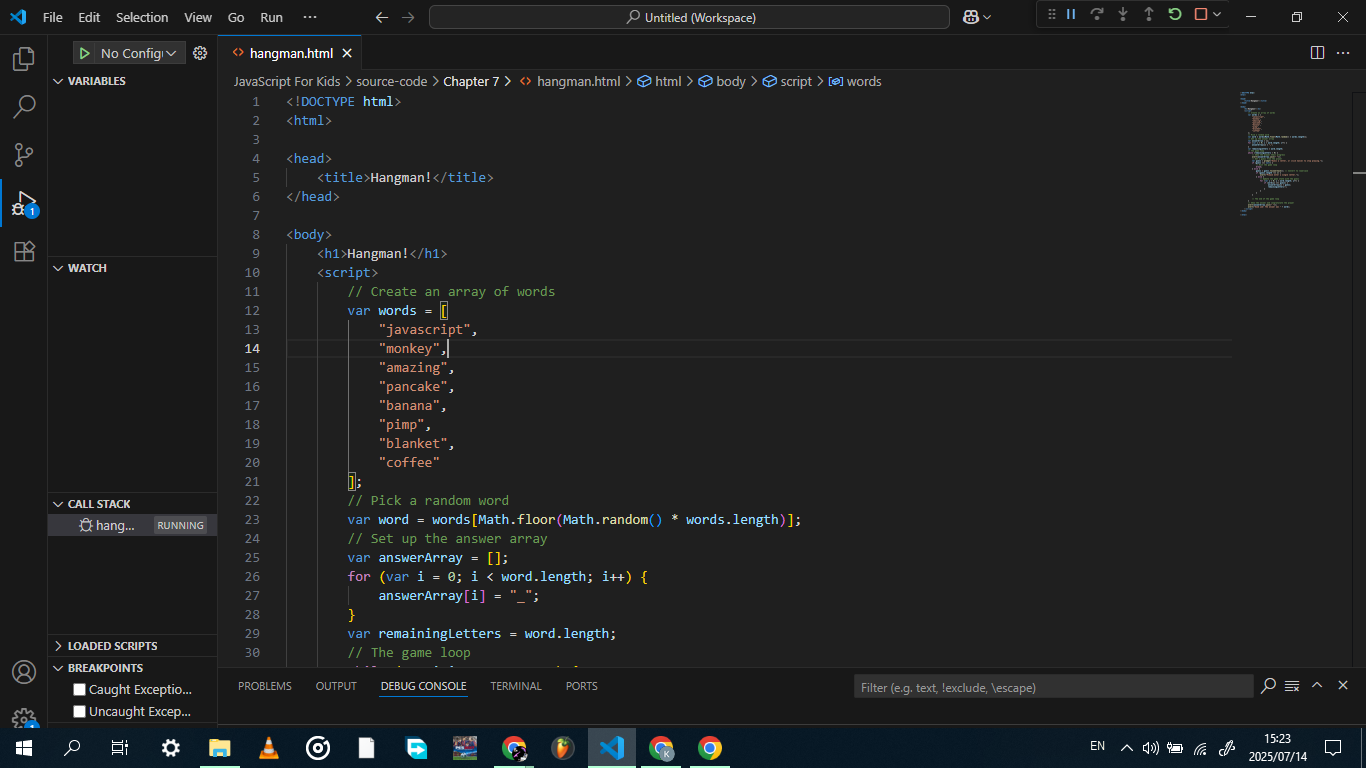 File Edit Selection View Go Run ··· Untitled (Workspace)
No Config
hangman.html
VARIABLES
WATCH
CALL STACK
hang... RUNNING
LOADED SCRIPTS
BREAKPOINTS
Caught Exceptio...
Uncaught Excep...
1
JavaScript For Kids > source-code > Chapter 7 > hangman.html > html > body > script > words
1 <!DOCTYPE html>
2 <html>
3
4 <head>
5 <title>Hangman!</title>
6 </head>
7
8 <body>
9 <h1>Hangman!</h1>
10 <script>
11 // Create an array of words
12 var words = [
13 "javascript",
14 "monkey",
15 "amazing",
16 "pancake",
17 "banana",
18 "pimp",
19 "blanket",
20 "coffee"
21 ];
22 // Pick a random word
23 var word = words[Math.floor(Math.random() * words.length)];
24 // Set up the answer array
25 var answerArray = [];
26 for (var i = 0; i < word.length; i++) {
27 answerArray[i] = "_";
28 }
29 var remainingLetters = word.length;
30 // The game loop
PROBLEMS OUTPUT DEBUG CONSOLE TERMINAL PORTS
Filter (e.g. text, !exclude, \escape)
K
EN
15:23
2025/07/14